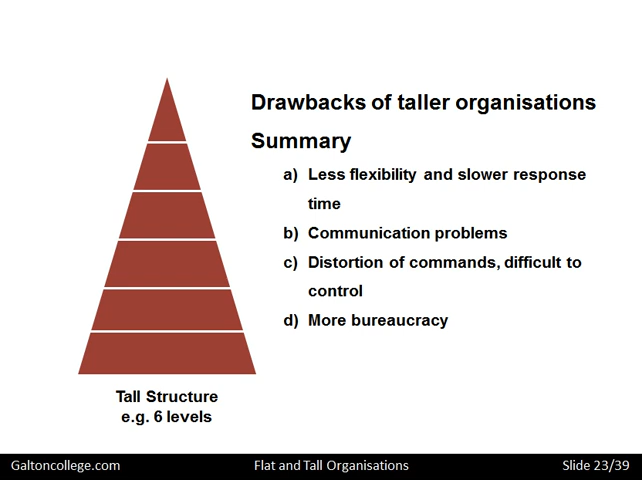 Drawbacks of taller organisations
Summary
a) Less flexibility and slower response
time
b) Communication problems
c) Distortion of commands, difficult to
control
d) More bureaucracy
Tall Structure
e.g. 6 levels
Galtoncollege.com Flat and Tall Organisations Slide 23/39